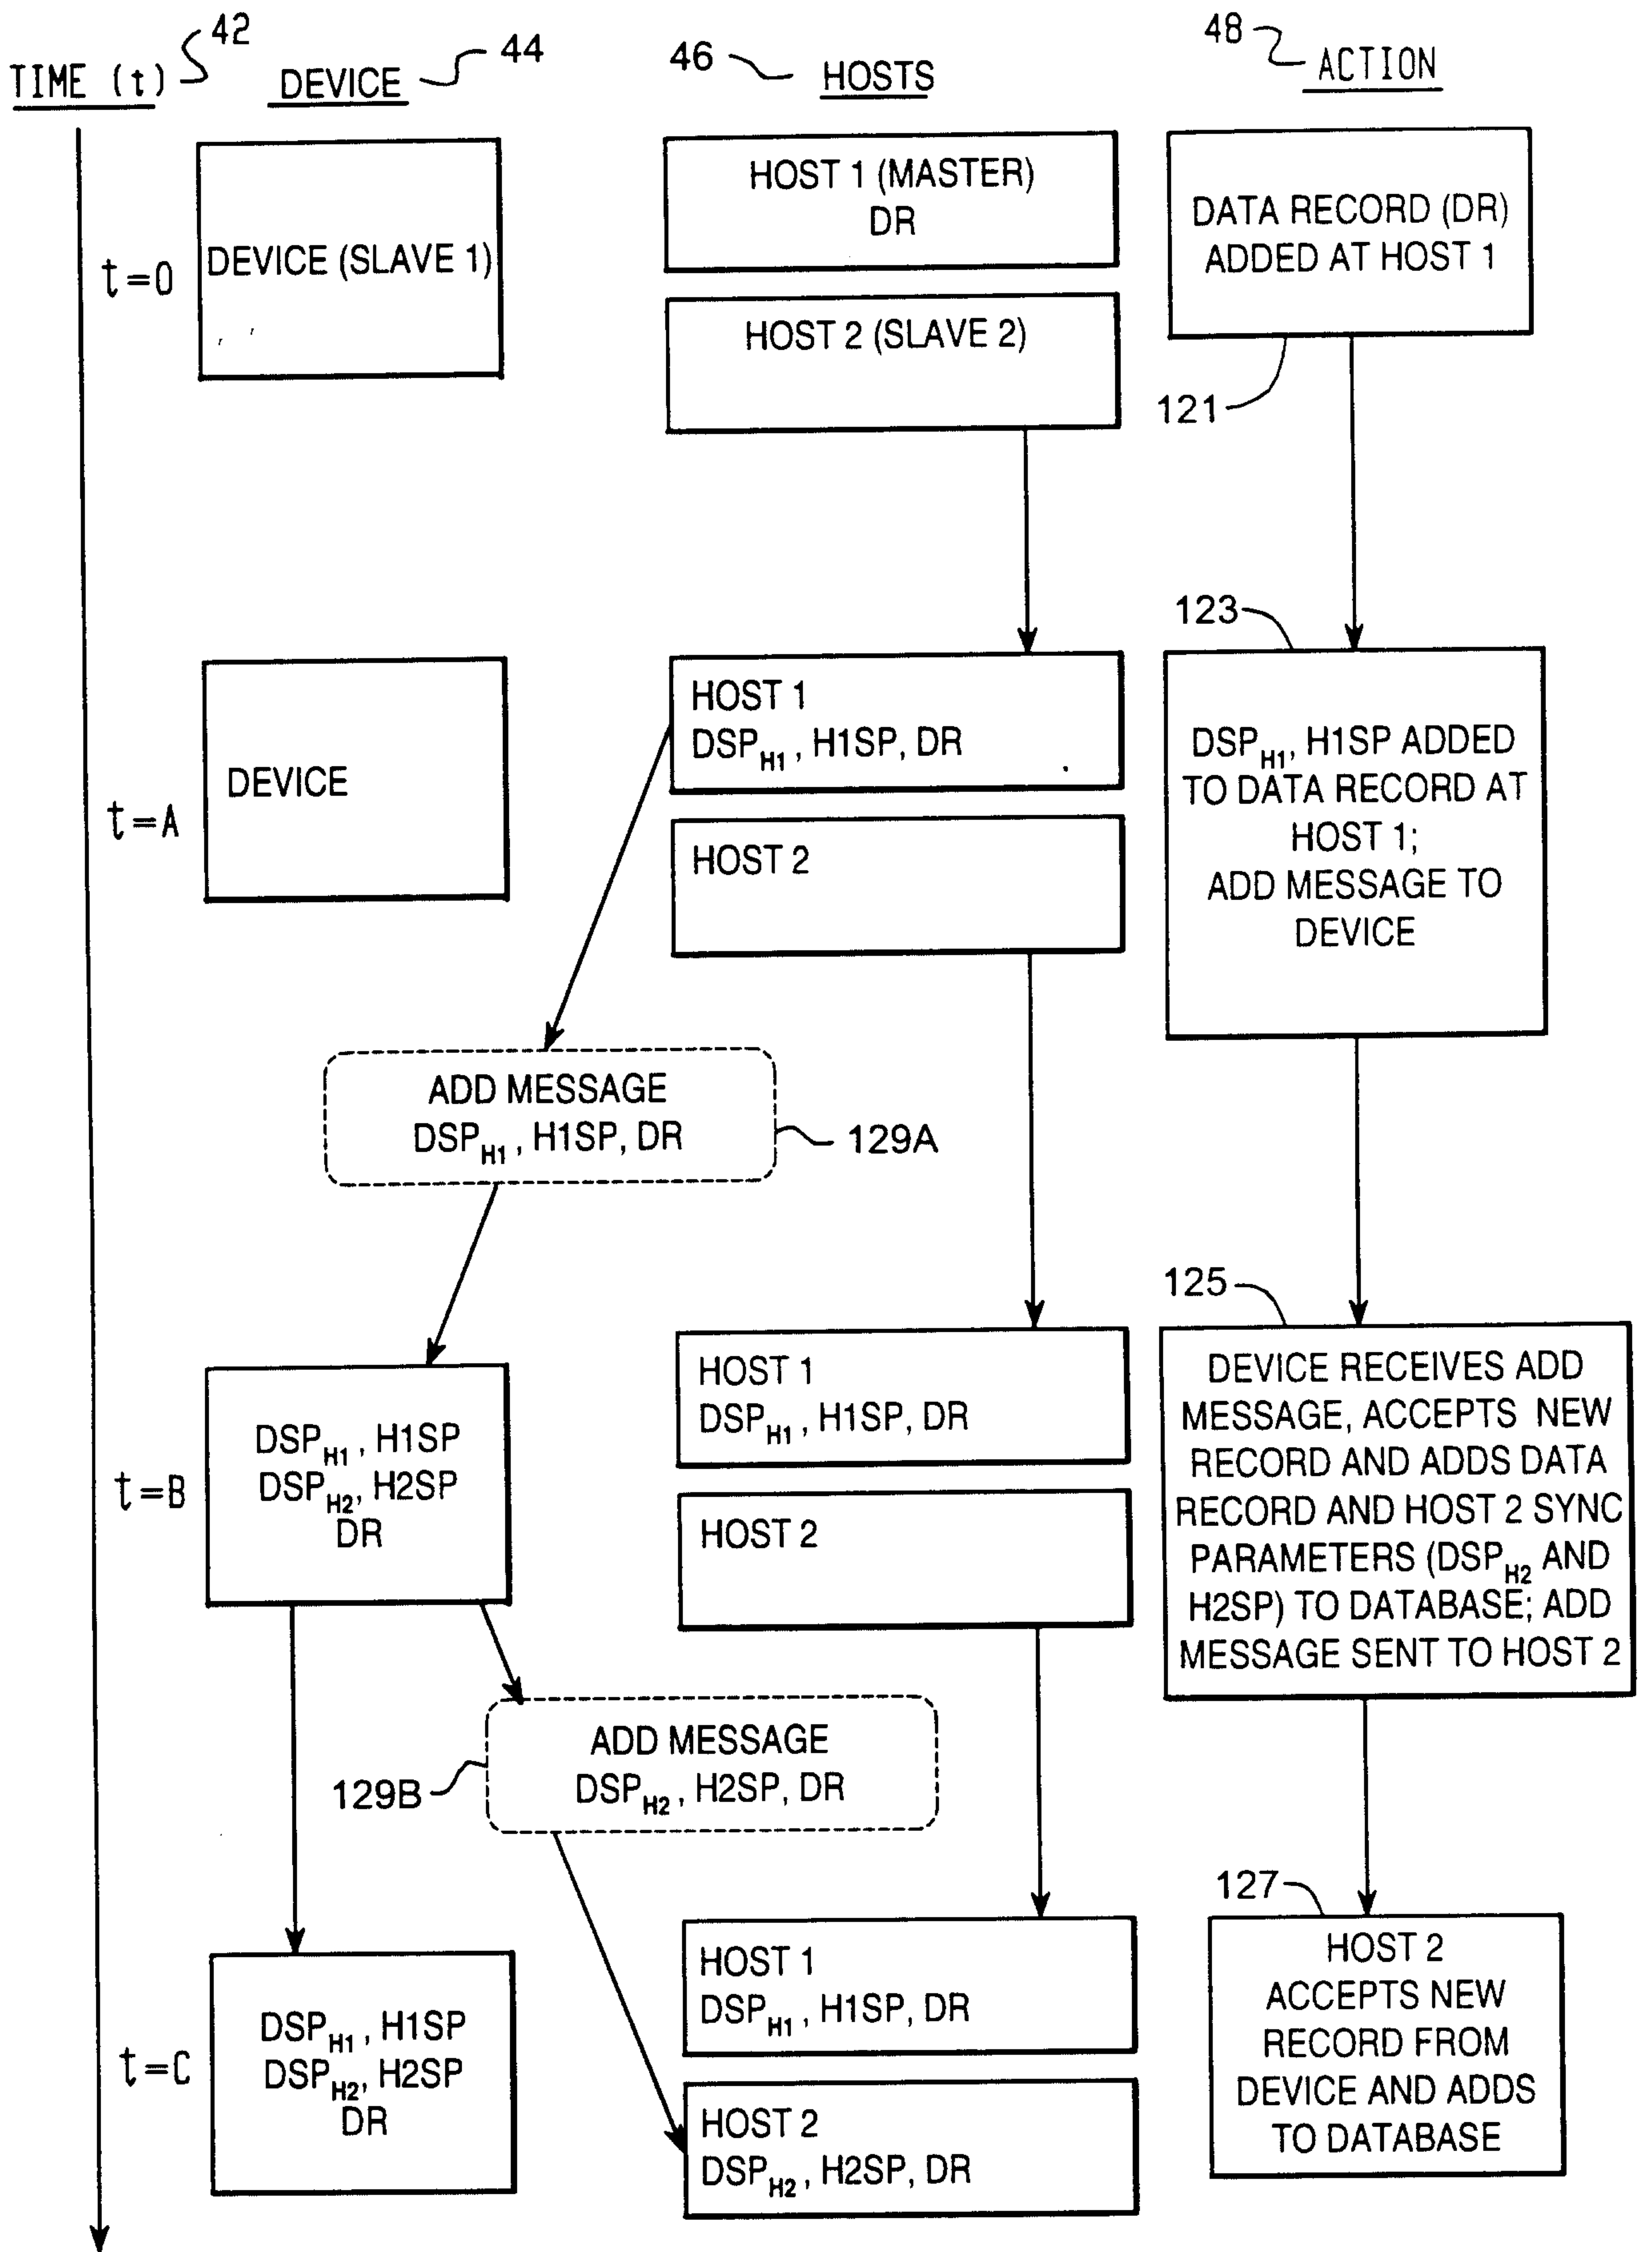 TIME (t) 42
DEVICE 44
46 HOSTS
48 ACTION
t=0
DEVICE (SLAVE 1)
HOST 1 (MASTER)
DR
HOST 2 (SLAVE 2)
DATA RECORD (DR)
ADDED AT HOST 1
121
t=A
DEVICE
HOST 1
DSPH1, H1SP, DR
HOST 2
123
DSPH1, H1SP ADDED
TO DATA RECORD AT
HOST 1;
ADD MESSAGE TO
DEVICE
ADD MESSAGE
DSPH1, H1SP, DR
129A
t=B
DSPH1, H1SP
DSPH2, H2SP
DR
HOST 1
DSPH1, H1SP, DR
HOST 2
125
DEVICE RECEIVES ADD
MESSAGE, ACCEPTS NEW
RECORD AND ADDS DATA
RECORD AND HOST 2 SYNC
PARAMETERS (DSPH2 AND
H2SP) TO DATABASE; ADD
MESSAGE SENT TO HOST 2
ADD MESSAGE
DSPH2, H2SP, DR
129B
t=C
DSPH1, H1SP
DSPH2, H2SP
DR
HOST 1
DSPH1, H1SP, DR
HOST 2
DSPH2, H2SP, DR
127
HOST 2
ACCEPTS NEW
RECORD FROM
DEVICE AND ADDS
TO DATABASE